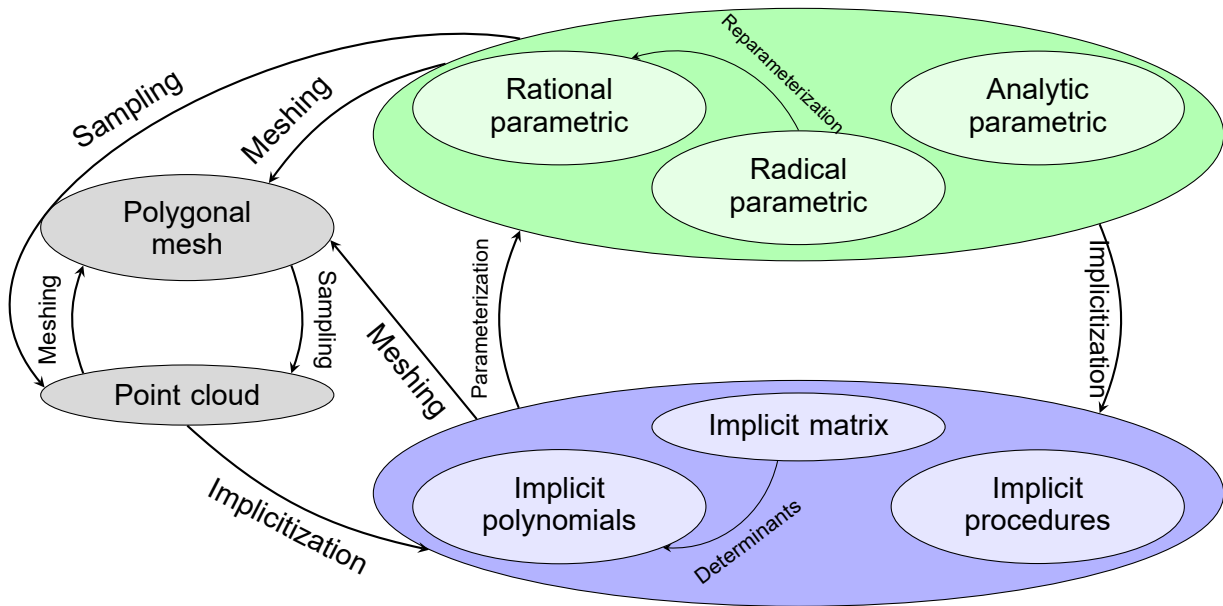 Reparameterization
Rational
parametric
Analytic
parametric
Radical
parametric
Sampling
Meshing
Polygonal
mesh
Meshing
Sampling
Point cloud
Meshing
Parameterization
Implicitization
Implicitization
Implicit matrix
Implicit
polynomials
Determinants
Implicit
procedures